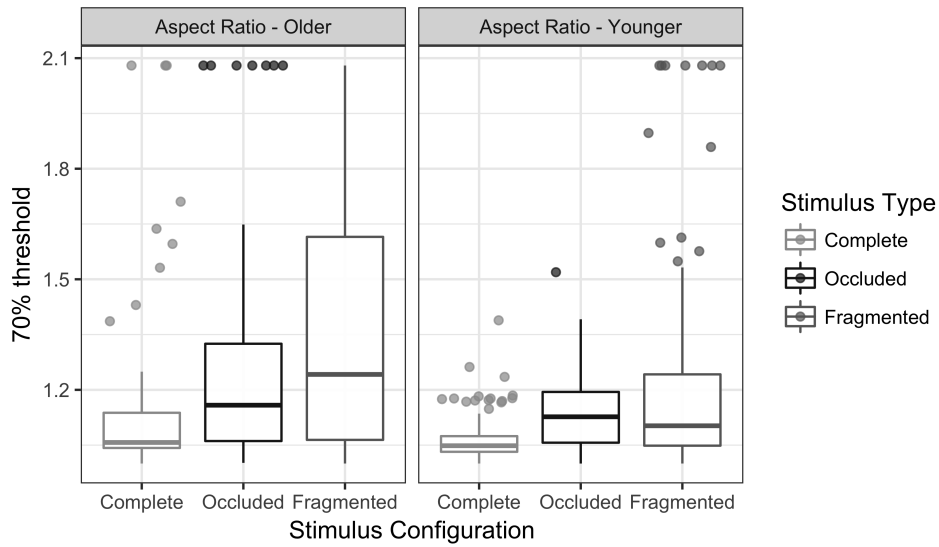 Aspect Ratio - Older
Aspect Ratio - Younger
2.1
1.8
1.5
1.2
70% threshold
Complete
Occluded
Fragmented
Complete
Occluded
Fragmented
Stimulus Configuration
Stimulus Type
Complete
Occluded
Fragmented